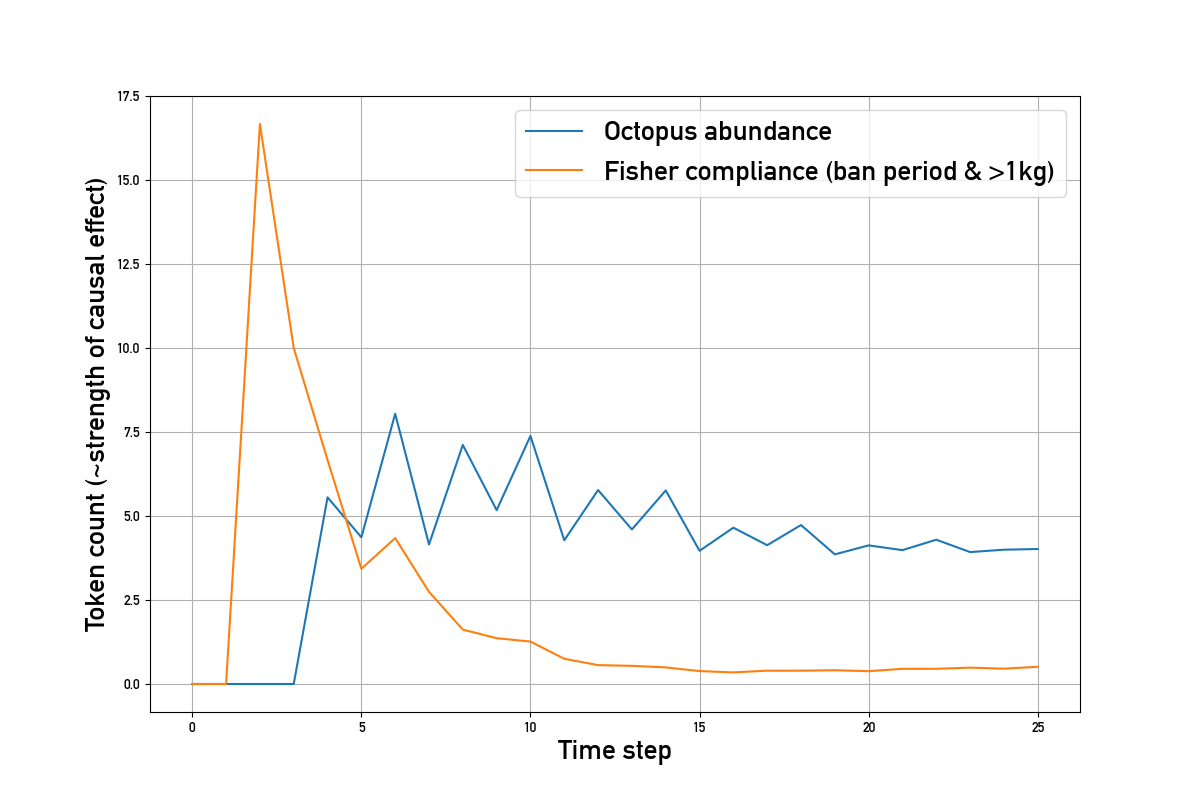 Octopus abundance
Fisher compliance (ban period & >1kg)
Token count (~strength of causal effect)
17.5
15.0
12.5
10.0
7.5
5.0
2.5
0.0
0 5 10 15 20 25
Time step